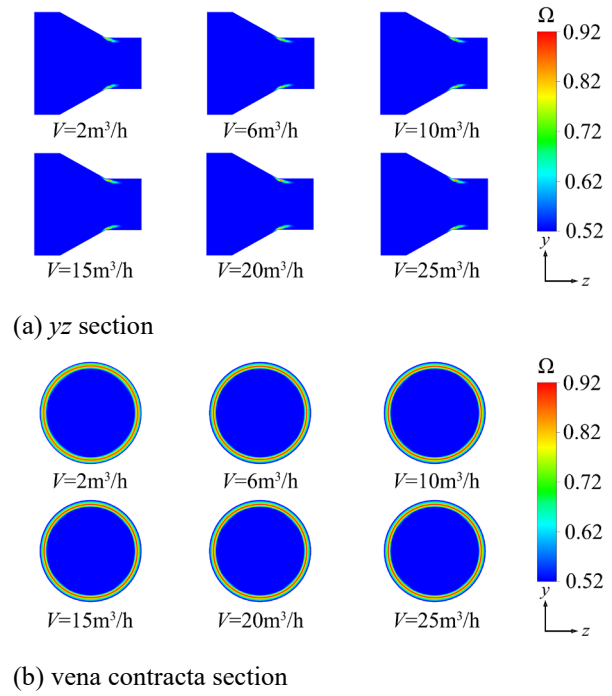 Ω
0.92
0.82
0.72
0.62
0.52
V=2m³/h V=6m³/h V=10m³/h
V=15m³/h V=20m³/h V=25m³/h
y
z
(a) yz section
Ω
0.92
0.82
0.72
0.62
0.52
V=2m³/h V=6m³/h V=10m³/h
V=15m³/h V=20m³/h V=25m³/h
y
z
(b) vena contracta section